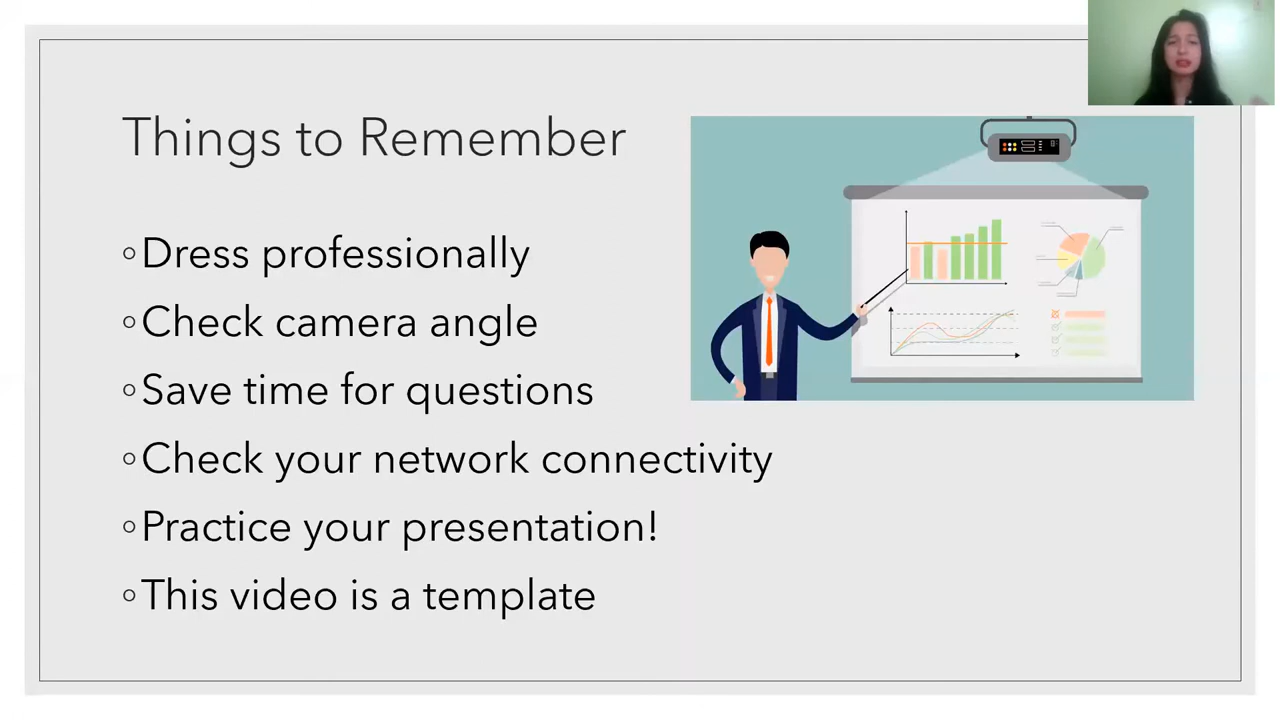 Things to Remember
◦Dress professionally
◦Check camera angle
◦Save time for questions
◦Check your network connectivity
◦Practice your presentation!
◦This video is a template